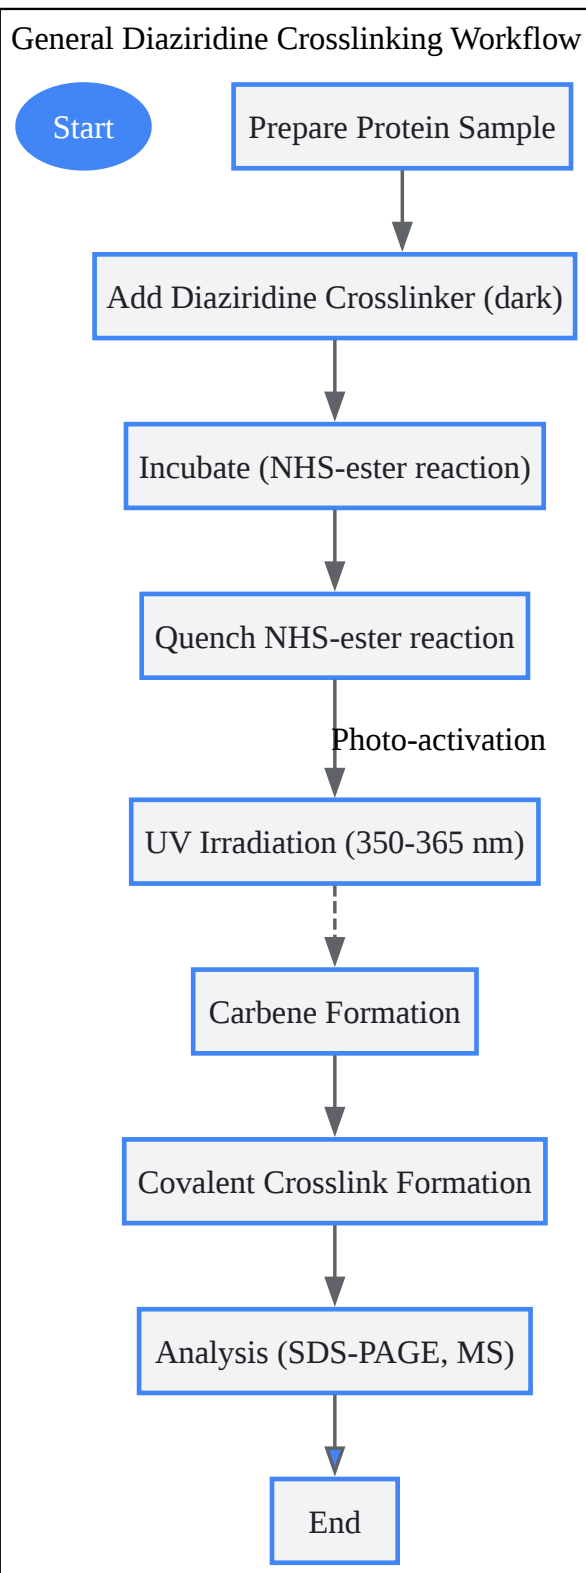 General Diaziridine Crosslinking Workflow
Start
Prepare Protein Sample
Add Diaziridine Crosslinker (dark)
Incubate (NHS-ester reaction)
Quench NHS-ester reaction
Photo-activation
UV Irradiation (350-365 nm)
Carbene Formation
Covalent Crosslink Formation
Analysis (SDS-PAGE, MS)
End